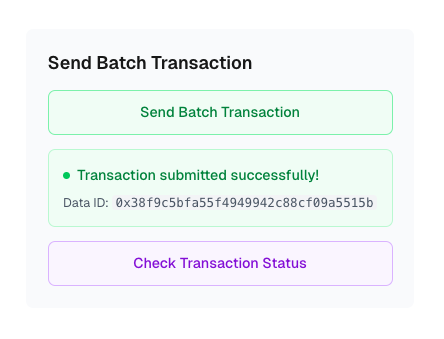 Send Batch Transaction
Send Batch Transaction
Transaction submitted successfully!
Data ID: 0x38f9c5bfa55f4949942c88cf09a5515b
Check Transaction Status